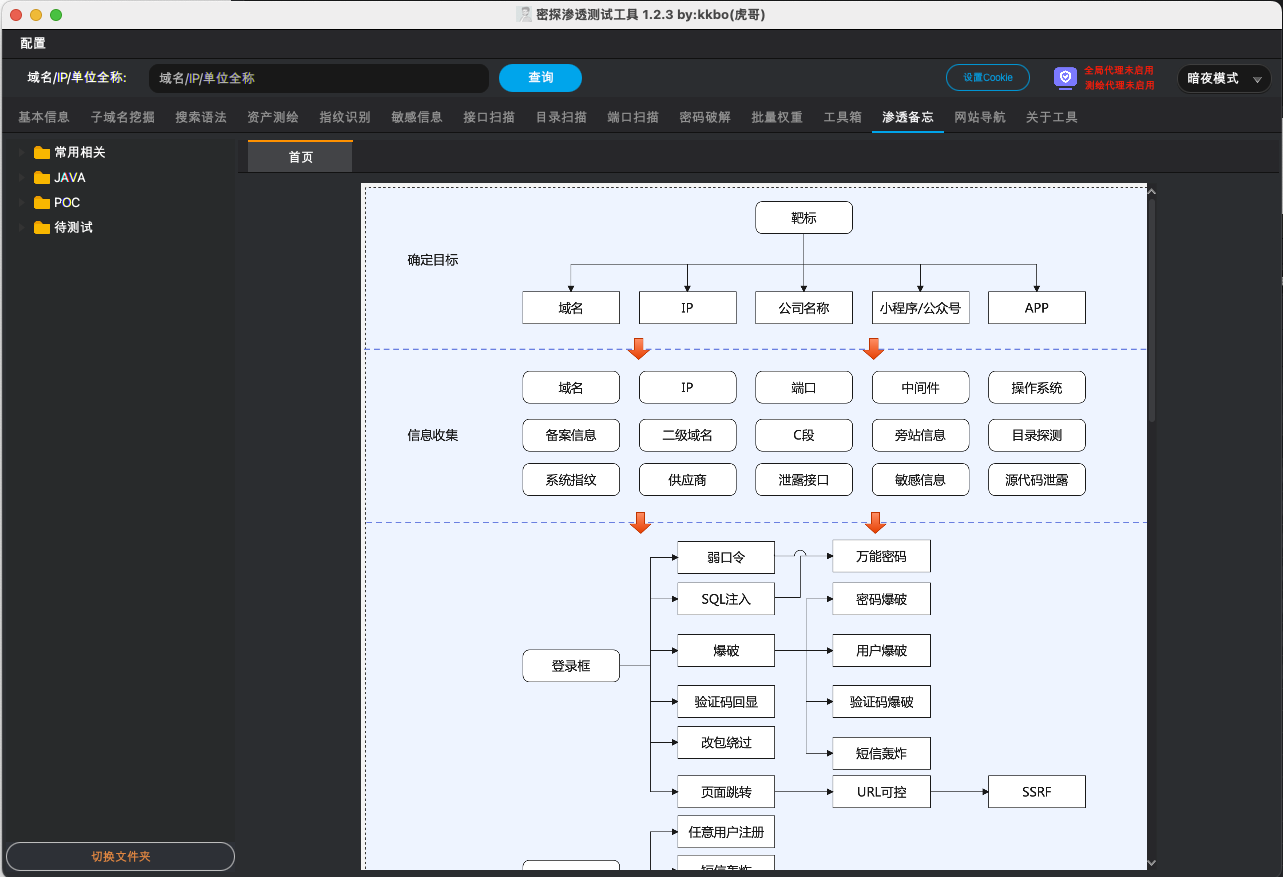 密探渗透测试工具 1.2.3 by:kkbo(虎哥)
配置
域名/IP/单位全称:
域名/IP/单位全称
查询
设置Cookie
全局代理未启用
测绘代理未启用
暗夜模式
基本信息 子域名挖掘 搜索语法 资产测绘 指纹识别 敏感信息 接口扫描 目录扫描 端口扫描 密码破解 批量权重 工具箱 渗透备忘 网站导航 关于工具
常用相关
JAVA
POC
待测试
切换文件夹
首页
靶标
确定目标
域名 IP 公司名称 小程序/公众号 APP
域名 IP 端口 中间件 操作系统
信息收集
备案信息 二级域名 C段 旁站信息 目录探测
系统指纹 供应商 泄露接口 敏感信息 源代码泄露
弱口令 万能密码
SQL注入 密码爆破
爆破 用户爆破
登录框
验证码回显 验证码爆破
改包绕过 短信轰炸
页面跳转 URL可控 SSRF
任意用户注册
短信轰炸